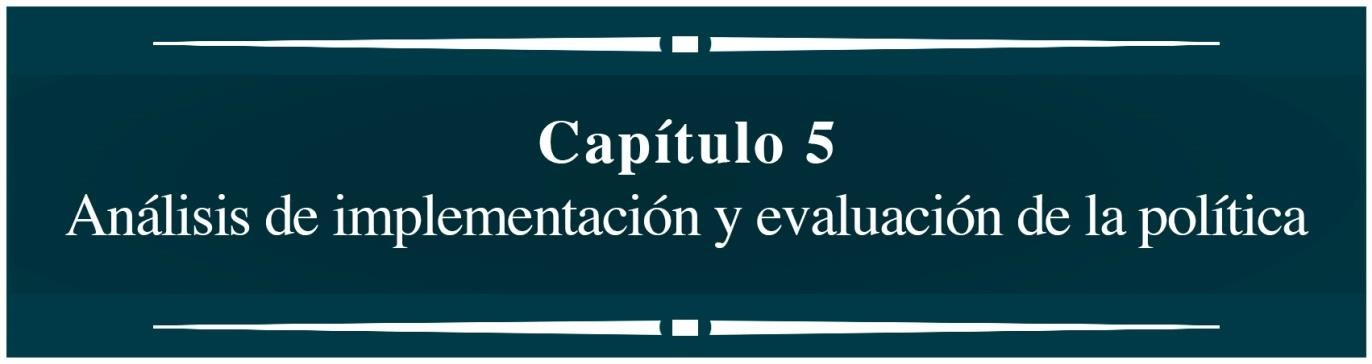 Capítulo 5
Análisis de implementación y evaluación de la política